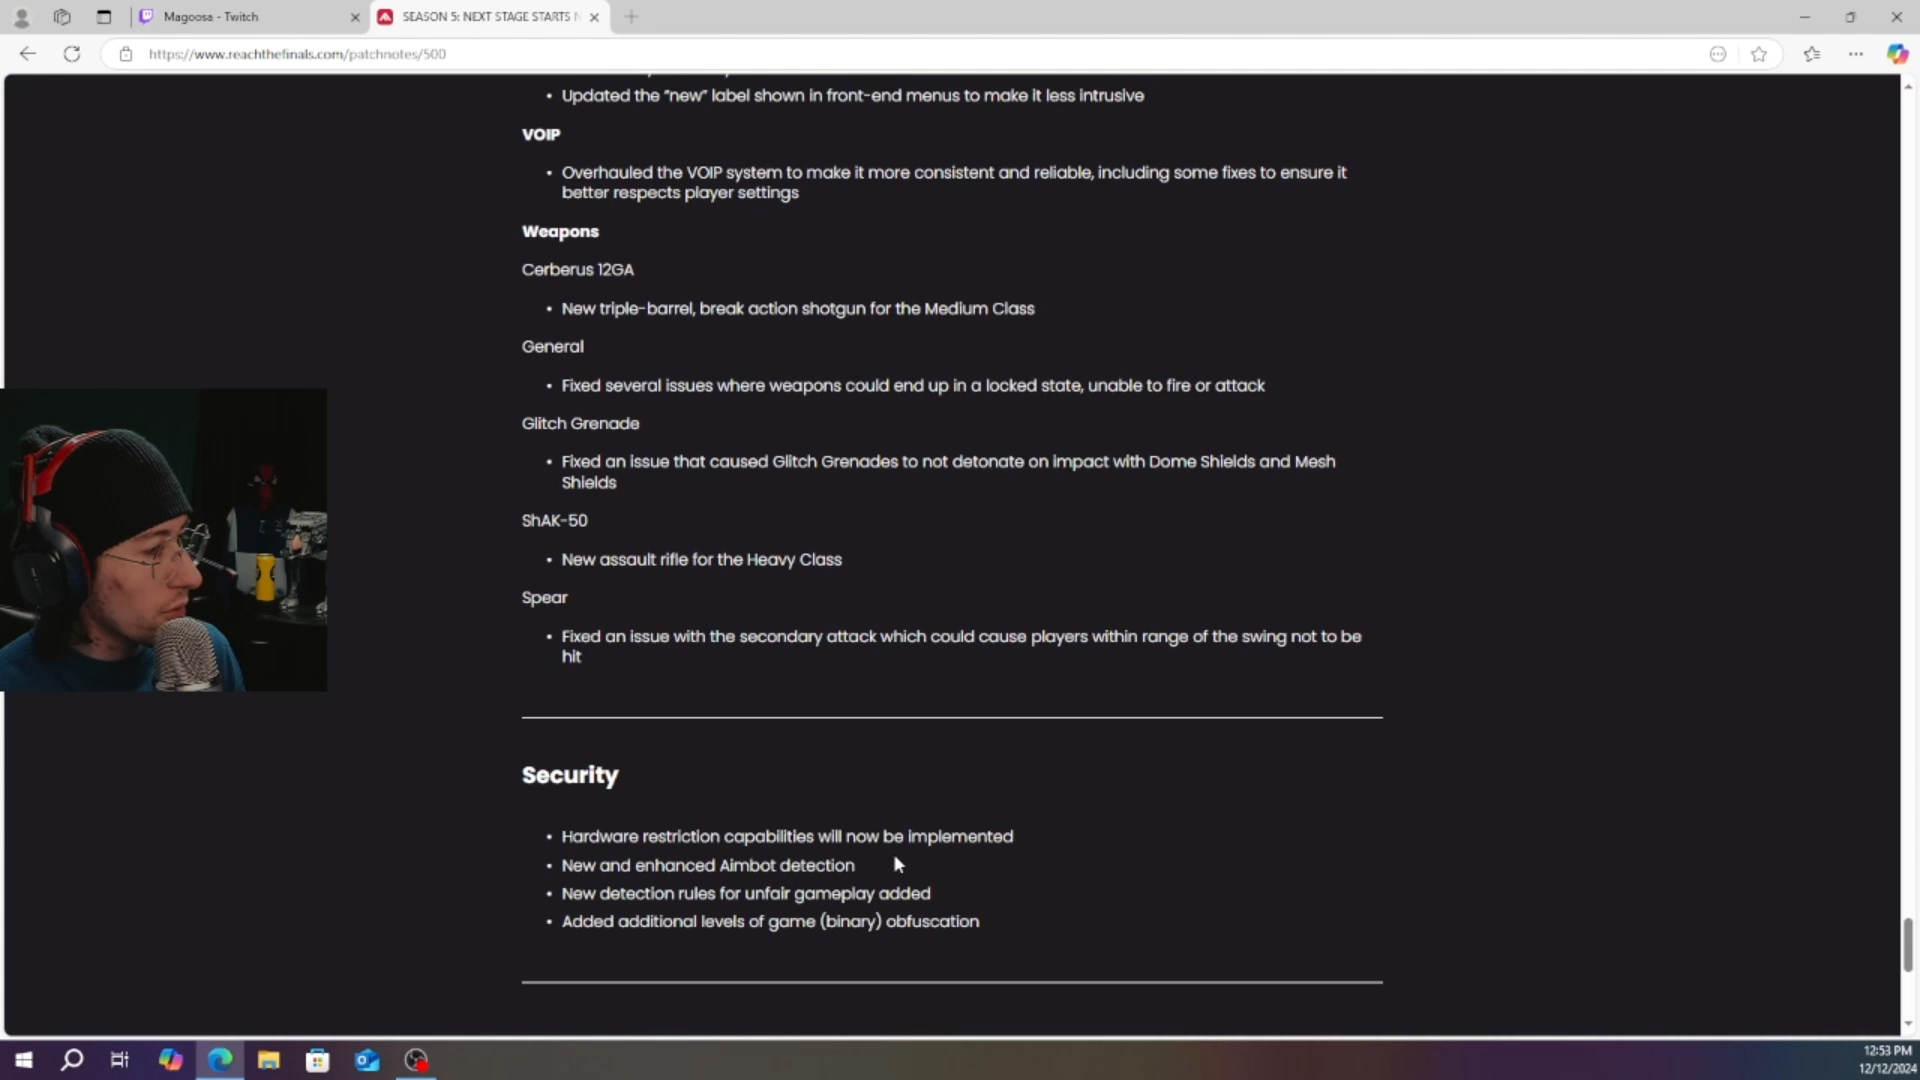 Magoosa - Twitch
SEASON 5: NEXT STAGE STARTS
https://www.reachthefinals.com/patchnotes/500
• Updated the "new" label shown in front-end menus to make it less intrusive
VOIP
• Overhauled the VOIP system to make it more consistent and reliable, including some fixes to ensure it
better respects player settings
Weapons
Cerberus 12GA
• New triple-barrel, break action shotgun for the Medium Class
General
• Fixed several issues where weapons could end up in a locked state, unable to fire or attack
Glitch Grenade
• Fixed an issue that caused Glitch Grenades to not detonate on impact with Dome Shields and Mesh
Shields
ShAK-50
• New assault rifle for the Heavy Class
Spear
• Fixed an issue with the secondary attack which could cause players within range of the swing not to be
hit
Security
• Hardware restriction capabilities will now be implemented
• New and enhanced Aimbot detection
• New detection rules for unfair gameplay added
• Added additional levels of game (binary) obfuscation
12:53 PM
12/12/2024